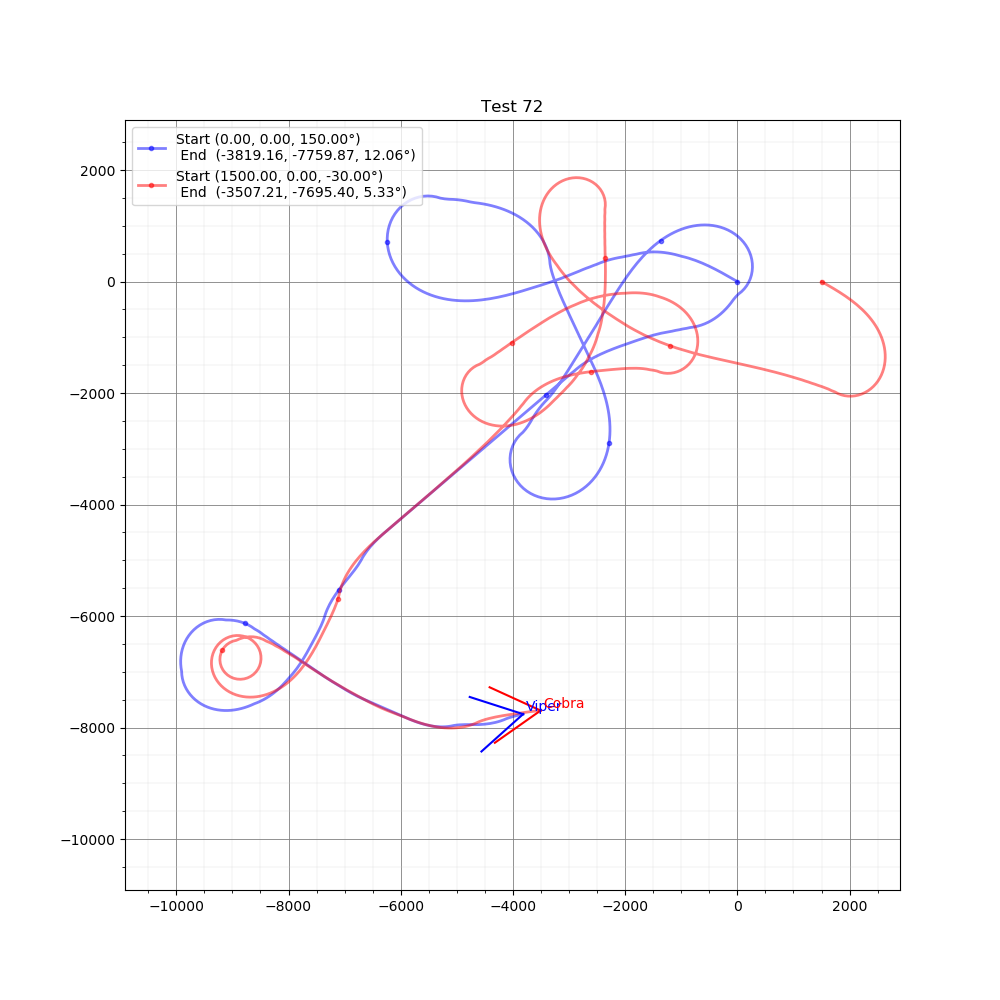 Test 72
Start (0.00, 0.00, 150.00°)
End  (-3819.16, -7759.87, 12.06°)
Start (1500.00, 0.00, -30.00°)
End  (-3507.21, -7695.40, 5.33°)
2000
0
−2000
−4000
−6000
−8000
−10000
Cobra
Viper
−10000
−8000
−6000
−4000
−2000
0
2000